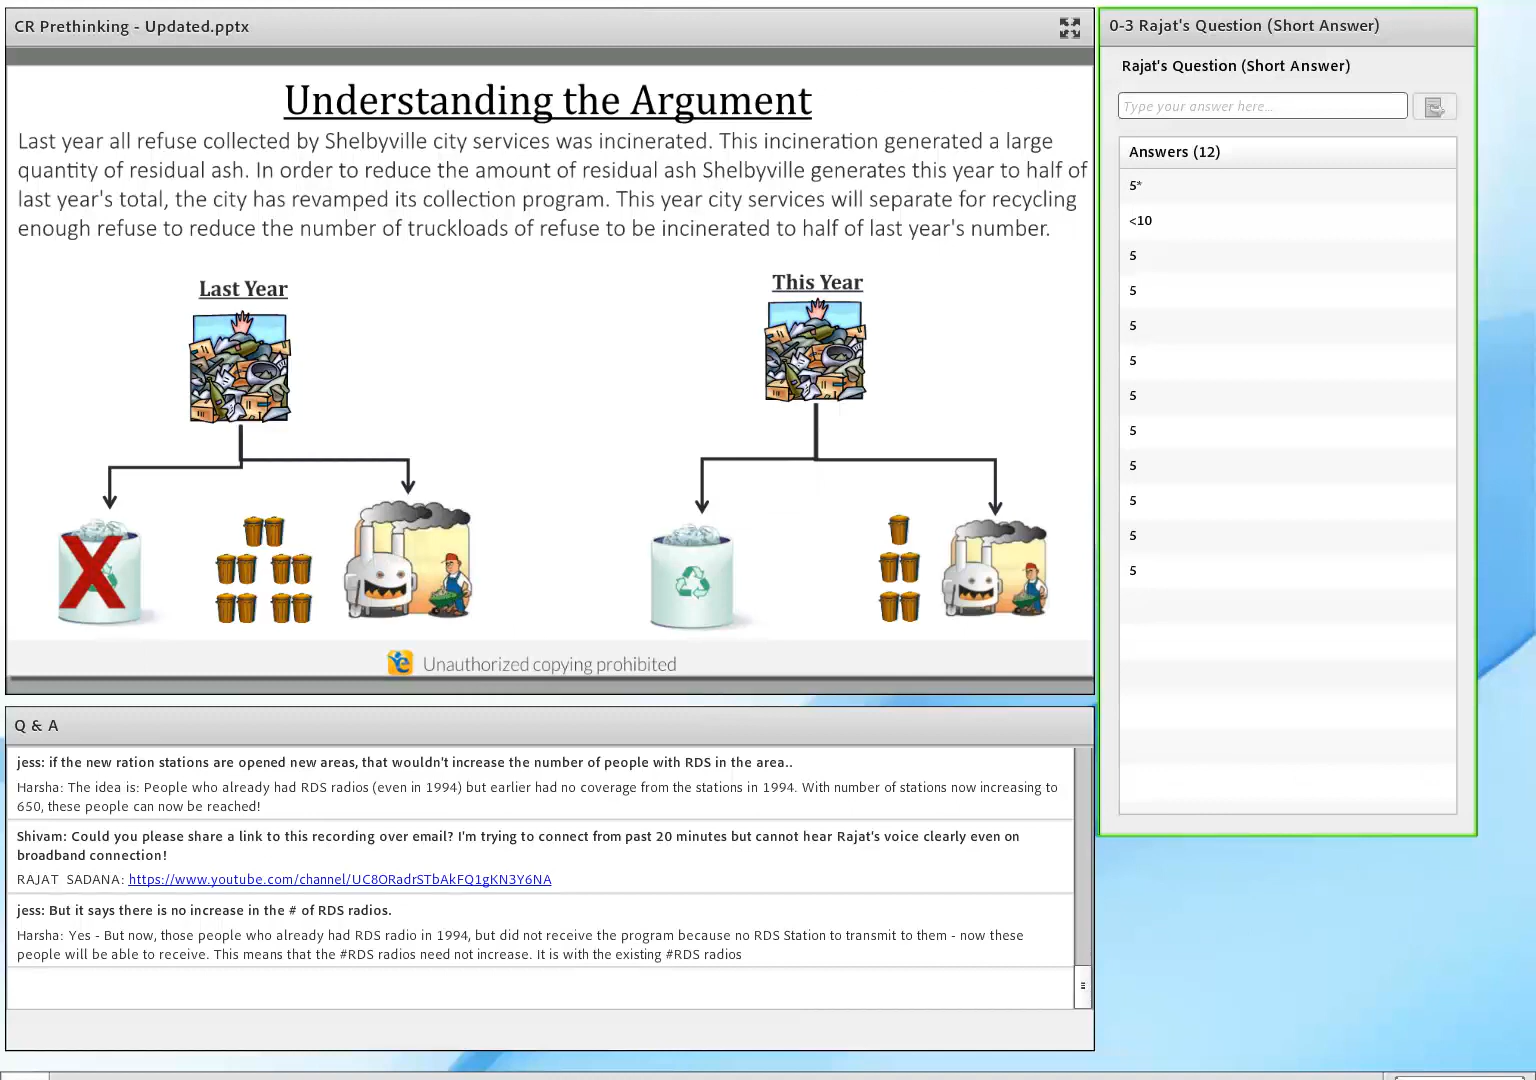 CR Prethinking - Updated.pptx
Understanding the Argument
Last year all refuse collected by Shelbyville city services was incinerated. This incineration generated a large
quantity of residual ash. In order to reduce the amount of residual ash Shelbyville generates this year to half of
last year's total, the city has revamped its collection program. This year city services will separate for recycling
enough refuse to reduce the number of truckloads of refuse to be incinerated to half of last year's number.
Last Year
This Year
X
Unauthorized copying prohibited
Q & A
jess: if the new ration stations are opened new areas, that wouldn't increase the number of people with RDS in the area..
Harsha: The idea is: People who already had RDS radios (even in 1994) but earlier had no coverage from the stations in 1994. With number of stations now increasing to
650, these people can now be reached!
Shivam: Could you please share a link to this recording over email? I'm trying to connect from past 20 minutes but cannot hear Rajat's voice clearly even on
broadband connection!
RAJAT SADANA: https://www.youtube.com/channel/UC8ORadrSTbAkFQ1gKN3Y6NA
jess: But it says there is no increase in the # of RDS radios.
Harsha: Yes - But now, those people who already had RDS radio in 1994, but did not receive the program because no RDS Station to transmit to them - now these
people will be able to receive. This means that the #RDS radios need not increase. It is with the existing #RDS radios
0-3 Rajat's Question (Short Answer)
Rajat's Question (Short Answer)
Type your answer here...
Answers (12)
5*
<10
5
5
5
5
5
5
5
5
5
5